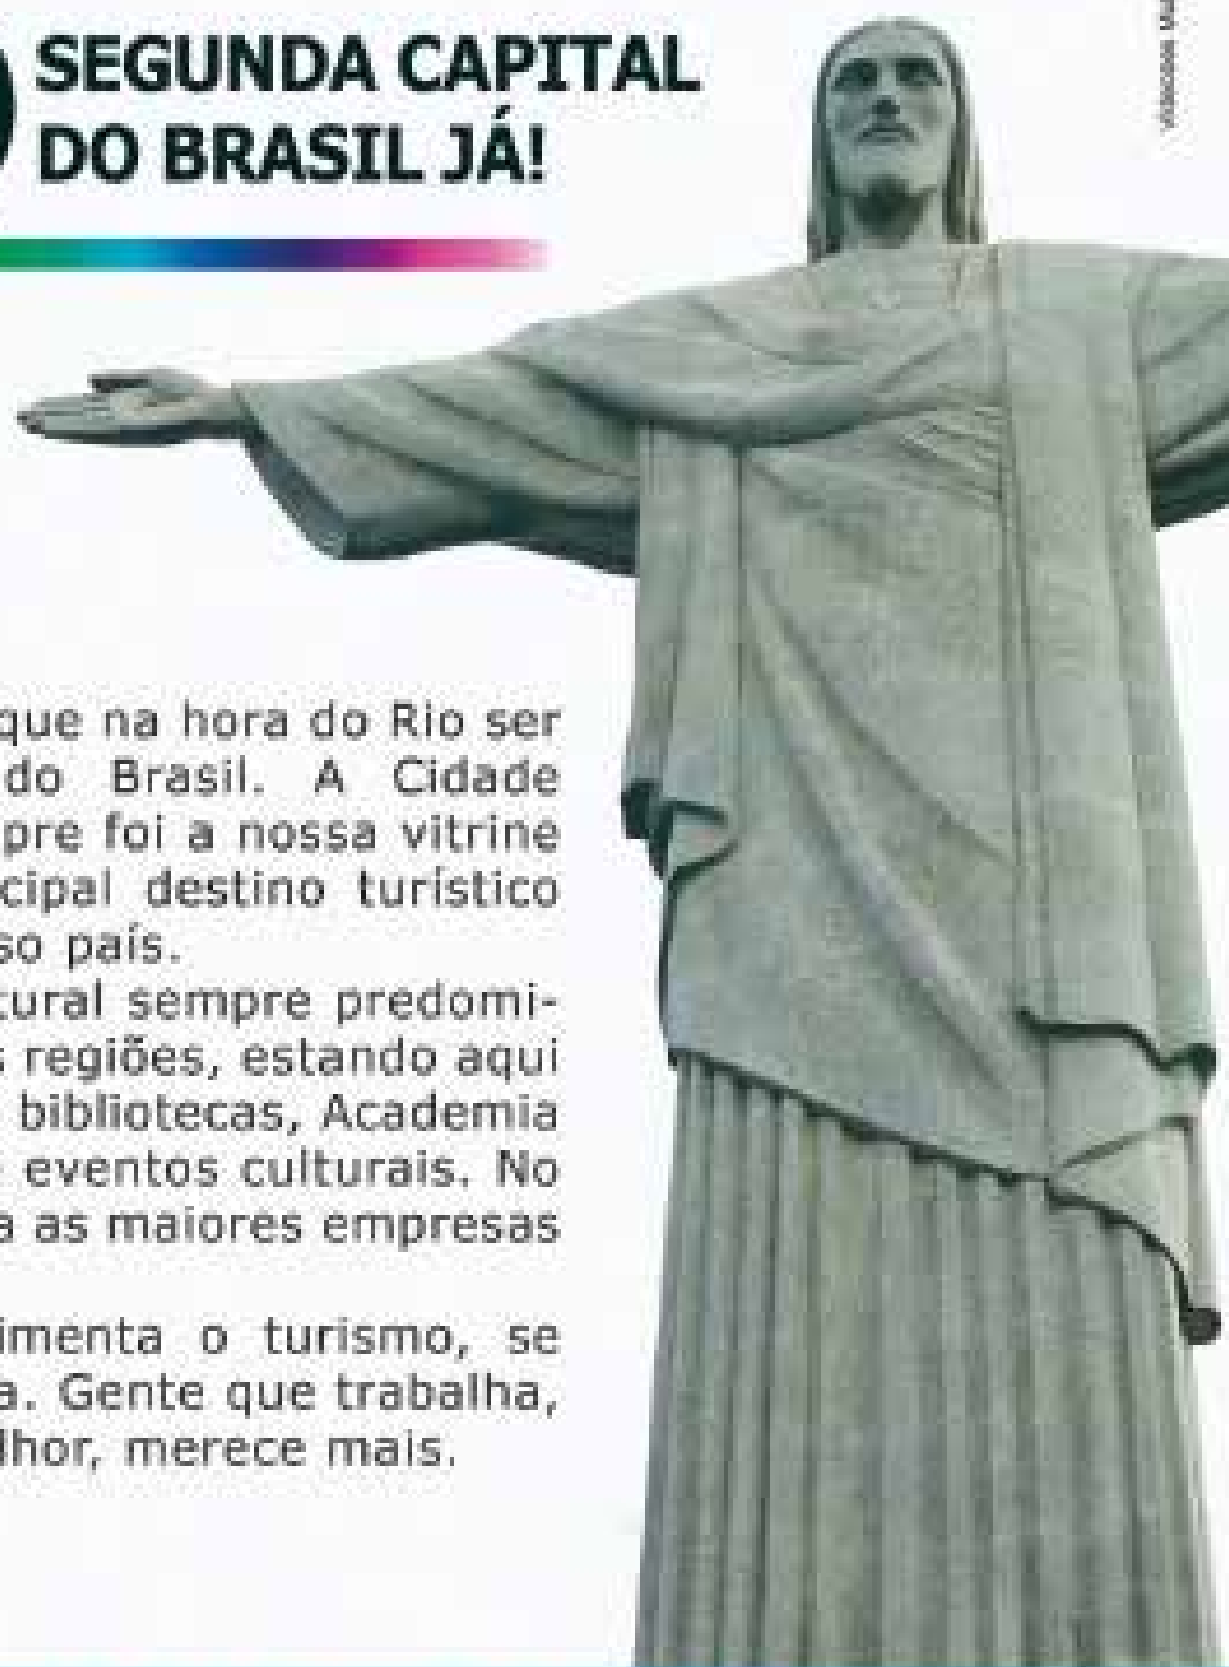 SEGUNDA CAPITAL
DO BRASIL JÁ!
que na hora do Rio ser
do Brasil. A Cidade
pre foi a nossa vitrine
cipal destino turístico
so país.
tural sempre predomi-
s regiões, estando aqui
bibliotecas, Academia
e eventos culturais. No
a as maiores empresas
imenta o turismo, se
a. Gente que trabalha,
lhor, merece mais.